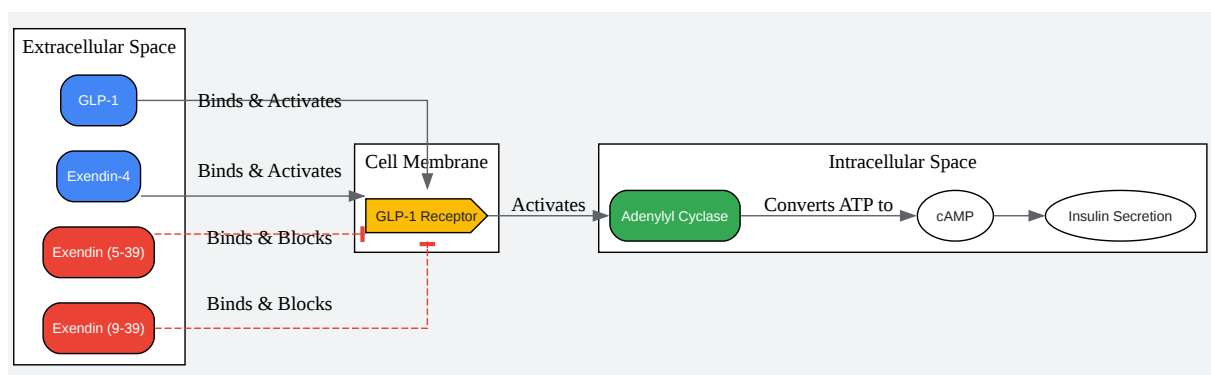 Extracellular Space
GLP-1
Binds & Activates
Exendin-4
Binds & Activates
Exendin (5-39)
Binds & Blocks
Exendin (9-39)
Binds & Blocks
Cell Membrane
GLP-1 Receptor
Activates
Intracellular Space
Adenylyl Cyclase
Converts ATP to
cAMP
Insulin Secretion